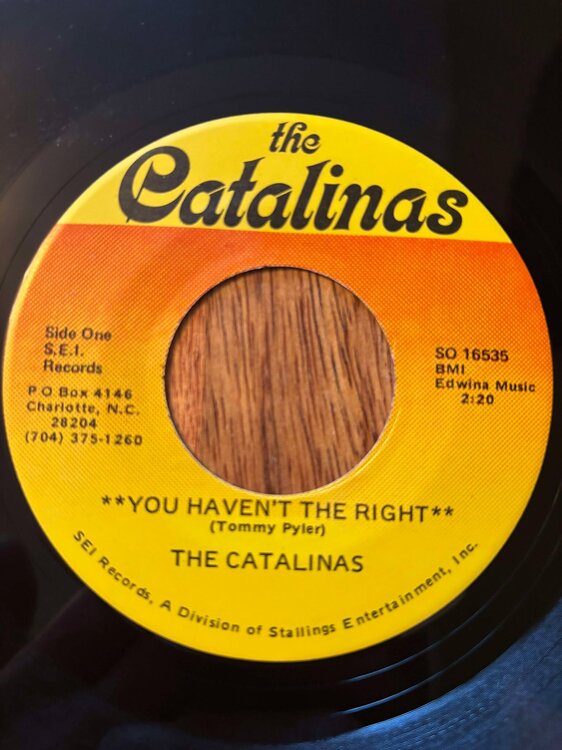 the
Catalinas
Side One
S.E.I.
Records
P O Box 4146
Charlotte, N.C.
28204
(704) 375-1260
SO 16535
BMI
Edwina Music
2:20
**YOU HAVEN'T THE RIGHT**
(Tommy Pyler)
THE CATALINAS
SEI Records, A Division of Stallings Entertainment, Inc.